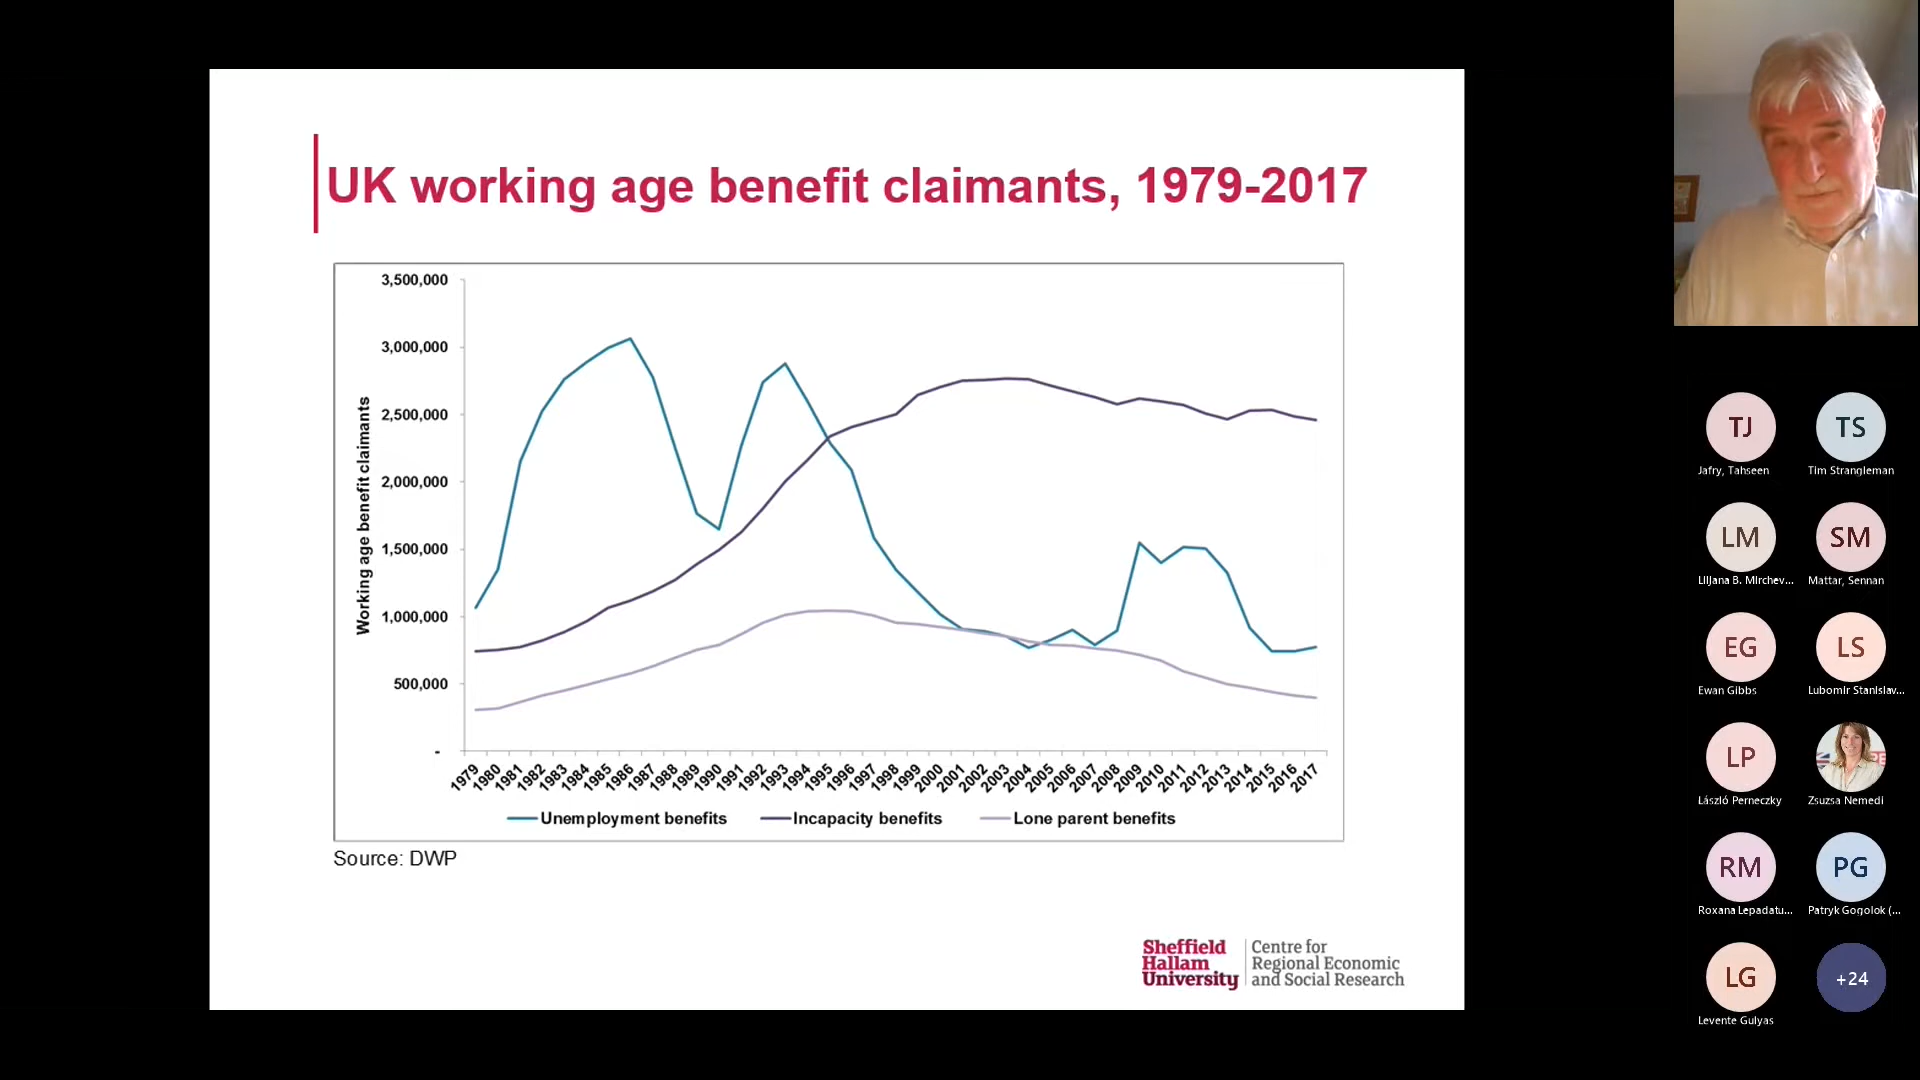 UK working age benefit claimants, 1979-2017
3,500,000
3,000,000
2,500,000
2,000,000
1,500,000
1,000,000
500,000
-
Working age benefit claimants
1979 1980 1981 1982 1983 1984 1985 1986 1987 1988 1989 1990 1991 1992 1993 1994 1995 1996 1997 1998 1999 2000 2001 2002 2003 2004 2005 2006 2007 2008 2009 2010 2011 2012 2013 2014 2015 2016 2017
Unemployment benefits Incapacity benefits Lone parent benefits
Source: DWP
Sheffield
Hallam
University
Centre for
Regional Economic
and Social Research
TJ
Jafry, Tahseen
TS
Tim Strangleman
LM
Liljana B. Mirchev...
SM
Mattar, Sennan
EG
Ewan Gibbs
LS
Lubomir Stanislav...
LP
László Perneczky
Zsuzsa Nemedi
RM
Roxana Lepadatu...
PG
Patryk Gogolok (...
LG
Levente Gulyas
+24